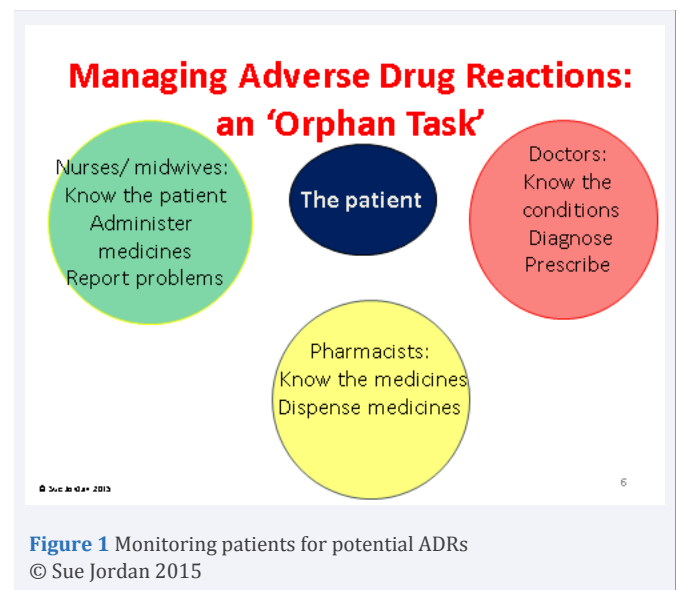 Managing Adverse Drug Reactions:
an ‘Orphan Task’
Nurses/ midwives:
Know the patient
Administer
medicines
Report problems
The patient
Doctors:
Know the
conditions
Diagnose
Prescribe
Pharmacists:
Know the medicines
Dispense medicines
© Sue Jordan 2015
6
Figure 1 Monitoring patients for potential ADRs
© Sue Jordan 2015